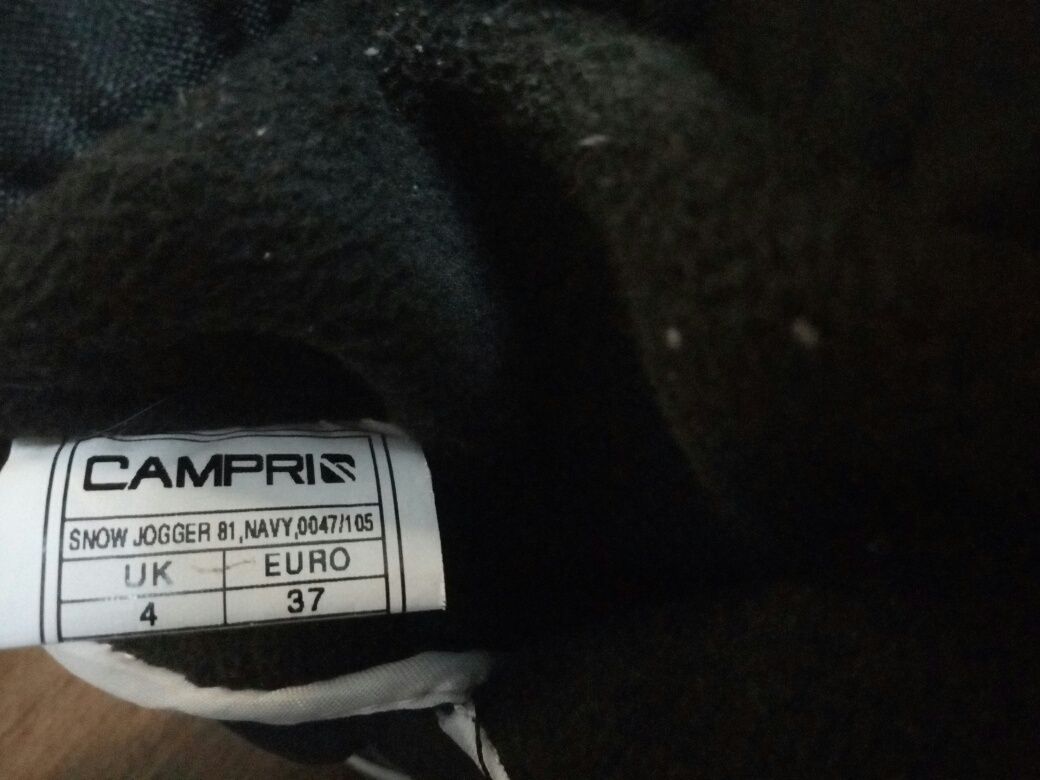 CAMPRI
SNOW JOGGER 81,NAVY,0047/105
UK EURO
4 37